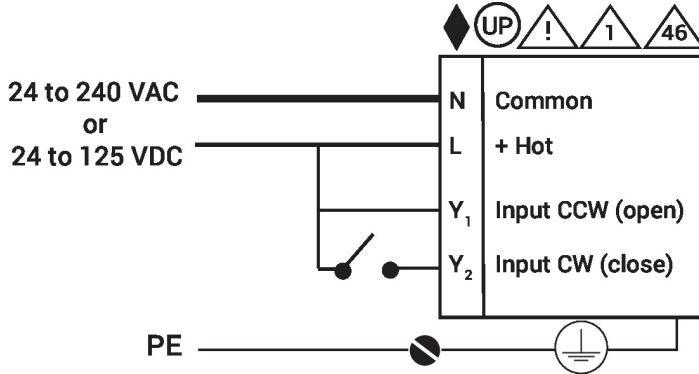 UP ! 1 46
24 to 240 VAC
or
24 to 125 VDC
N Common
L + Hot
Y₁ Input CCW (open)
Y₂ Input CW (close)
PE